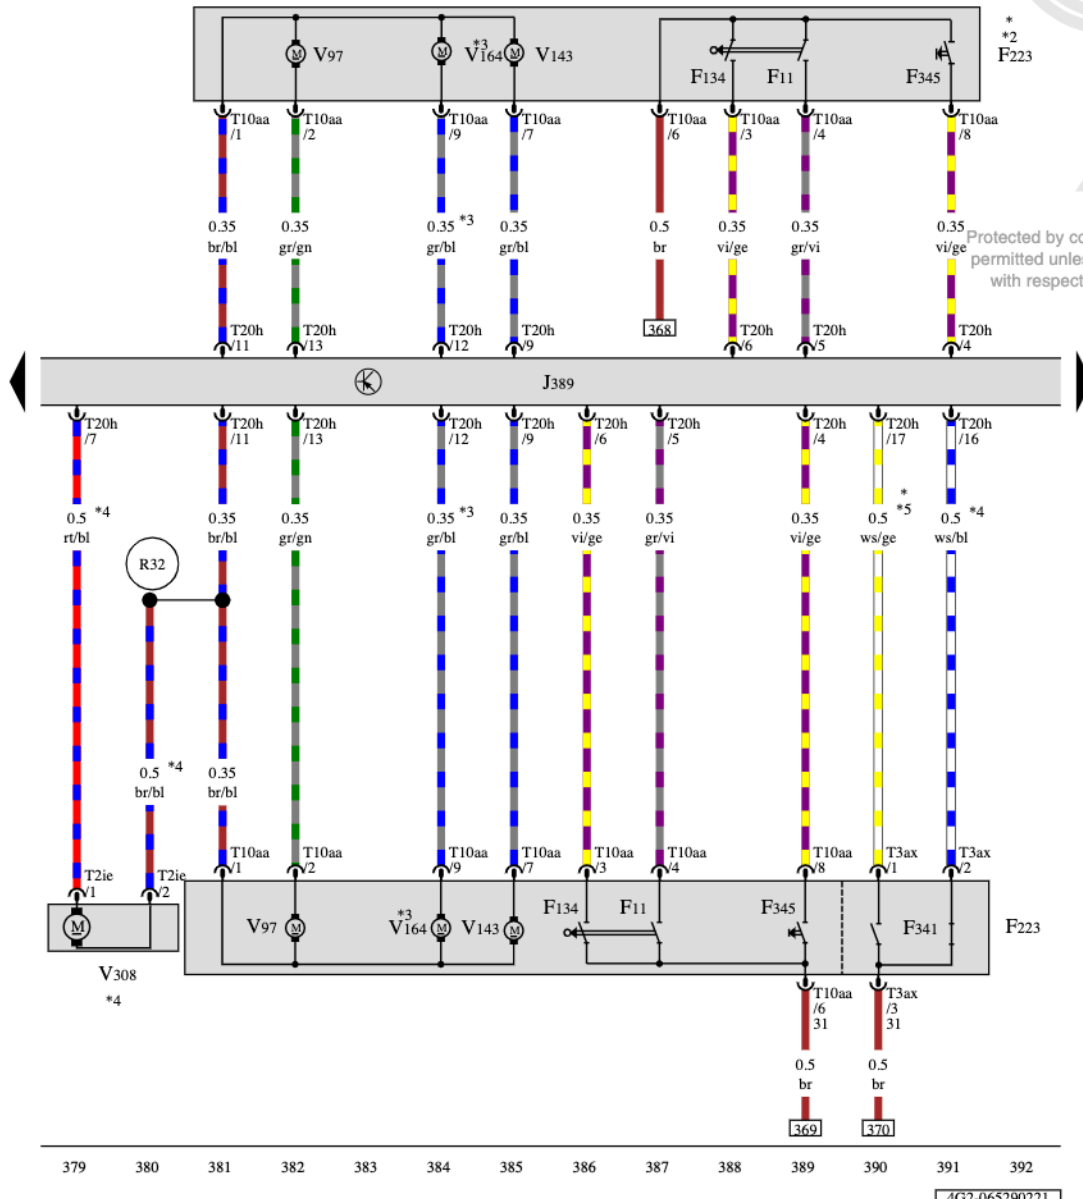 *
*2
V97 *3 V164 V143 F223
F134 F11 F345
T10aa T10aa T10aa T10aa T10aa T10aa T10aa T10aa
/1 /2 /9 /7 /6 /3 /4 /8
0.35 0.35 0.35 *3 0.35 0.5 0.35 0.35 0.35
br/bl gr/gn gr/bl gr/bl br vi/ge gr/vi vi/ge
Protected by co
permitted unles
with respect
368
T20h T20h T20h T20h T20h T20h T20h
/11 /13 /12 /9 /6 /5 /4
J389
T20h T20h T20h T20h T20h T20h T20h T20h T20h T20h
/7 /11 /13 /12 /9 /6 /5 /4 /17 /16
*
*5
0.5 *4 0.35 0.35 0.35 *3 0.35 0.35 0.35 0.35 0.5 0.5 *4
rt/bl br/bl gr/gn gr/bl gr/bl vi/ge gr/vi vi/ge ws/ge ws/bl
R32
0.5 *4 0.35
br/bl br/bl
T10aa T10aa T10aa T10aa T10aa T10aa T10aa T3ax T3ax
/1 /2 /9 /7 /3 /4 /8 /1 /2
T2ie T2ie
/1 /2
F134 F11 F345
V97 *3 V164 V143 F341 F223
V308
*4
T10aa T3ax
/6 /3
31 31
0.5 0.5
br br
369 370
379 380 381 382 383 384 385 386 387 388 389 390 391 392
4G2-065290221